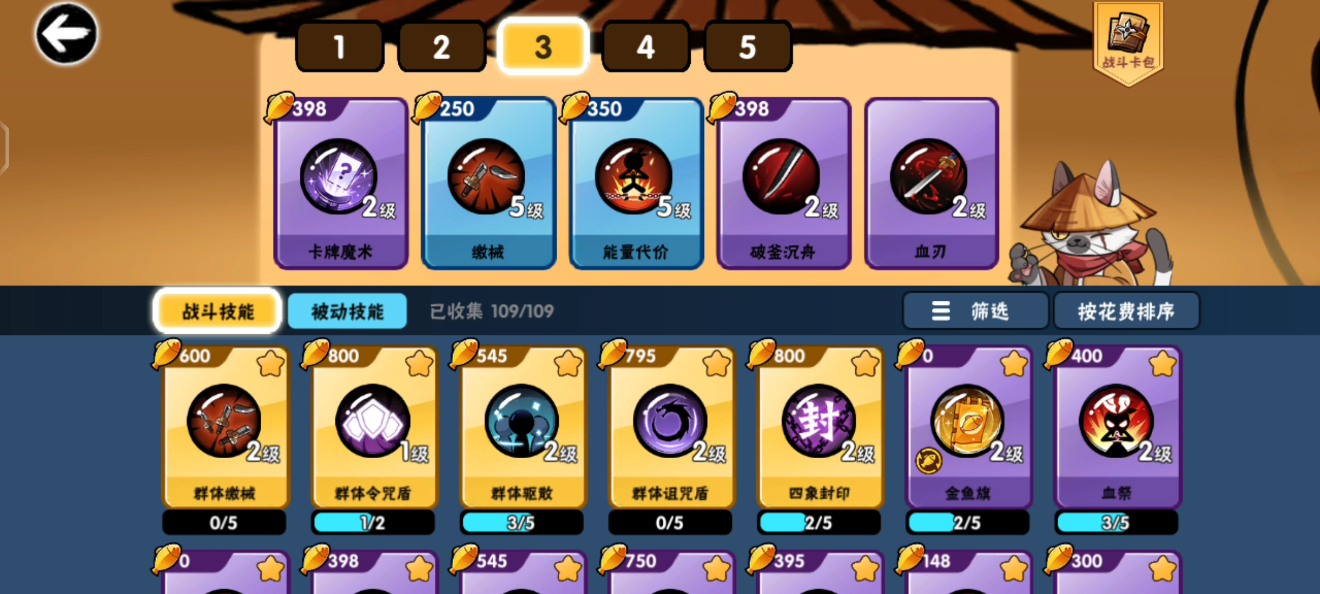 1 2 3 4 5
战斗卡包
398 250 350 398
2级 5级 5级 2级 2级
卡牌魔术 缴械 能量代价 破釜沉舟 血刃
战斗技能 被动技能 已收集 109/109 筛选 按花费排序
600 800 545 795 800 0 400
封
2级 1级 2级 2级 2级 2级 2级
群体缴械 群体令咒盾 群体驱散 群体诅咒盾 四象封印 金鱼旗 血祭
0/5 1/2 3/5 0/5 2/5 2/5 3/5
0 398 545 750 395 148 300